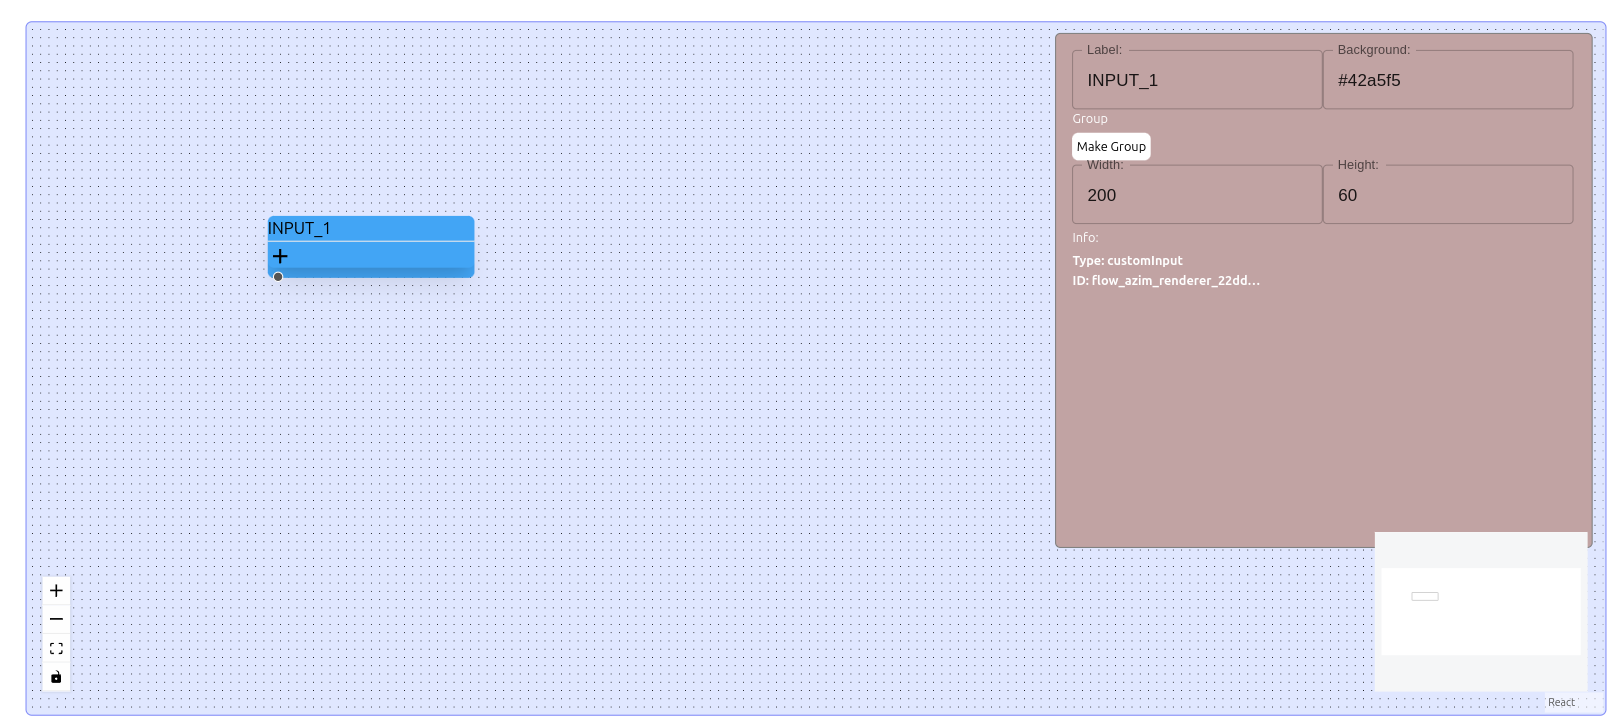 INPUT_1
Label:
INPUT_1
Background:
#42a5f5
Group
Make Group
Width:
200
Height:
60
Info:
Type: customInput
ID: flow_azim_renderer_22dd...
React